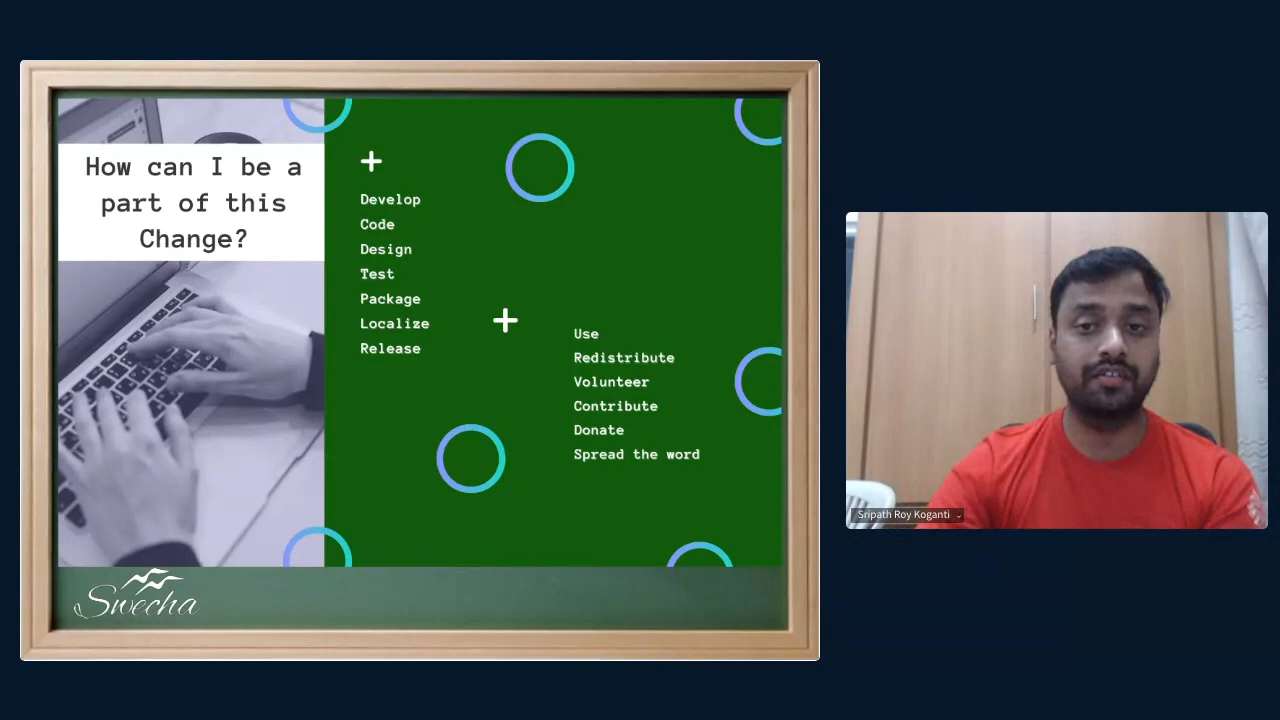 How can I be a
part of this
Change?
Develop
Code
Design
Test
Package
Localize
Release
Use
Redistribute
Volunteer
Contribute
Donate
Spread the word
Swecha
Sripath Roy Koganti